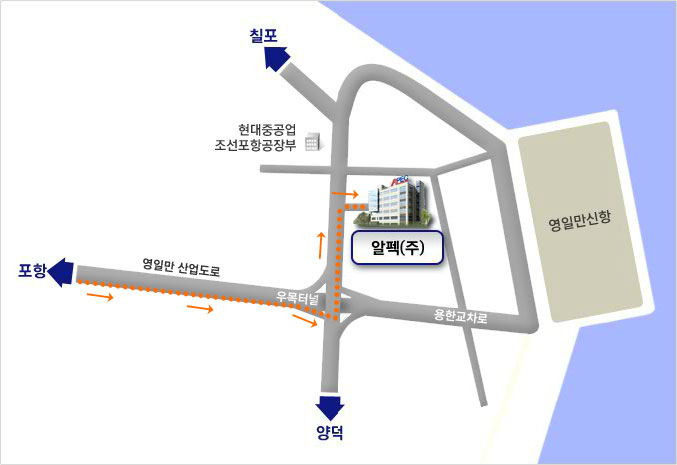 칠포
현대중공업
조선포항공장부
APEC
알펙(주)
영일만신항
포항
영일만 산업도로
우목터널
용한교차로
양덕